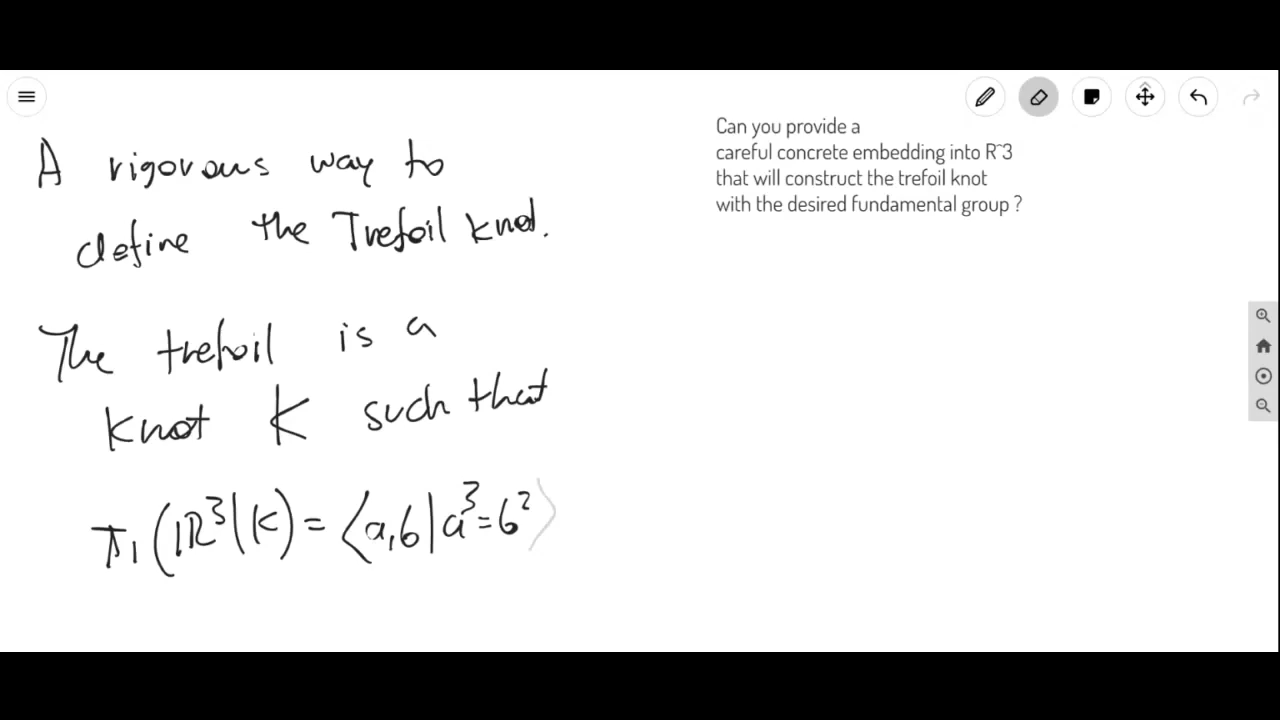 A rigorous way to
define the Trefoil knot.
The trefoil is a
knot K such that
π₁(ℝ³\K) = ⟨a,b|a³=b²⟩
Can you provide a
careful concrete embedding into R^3
that will construct the trefoil knot
with the desired fundamental group ?